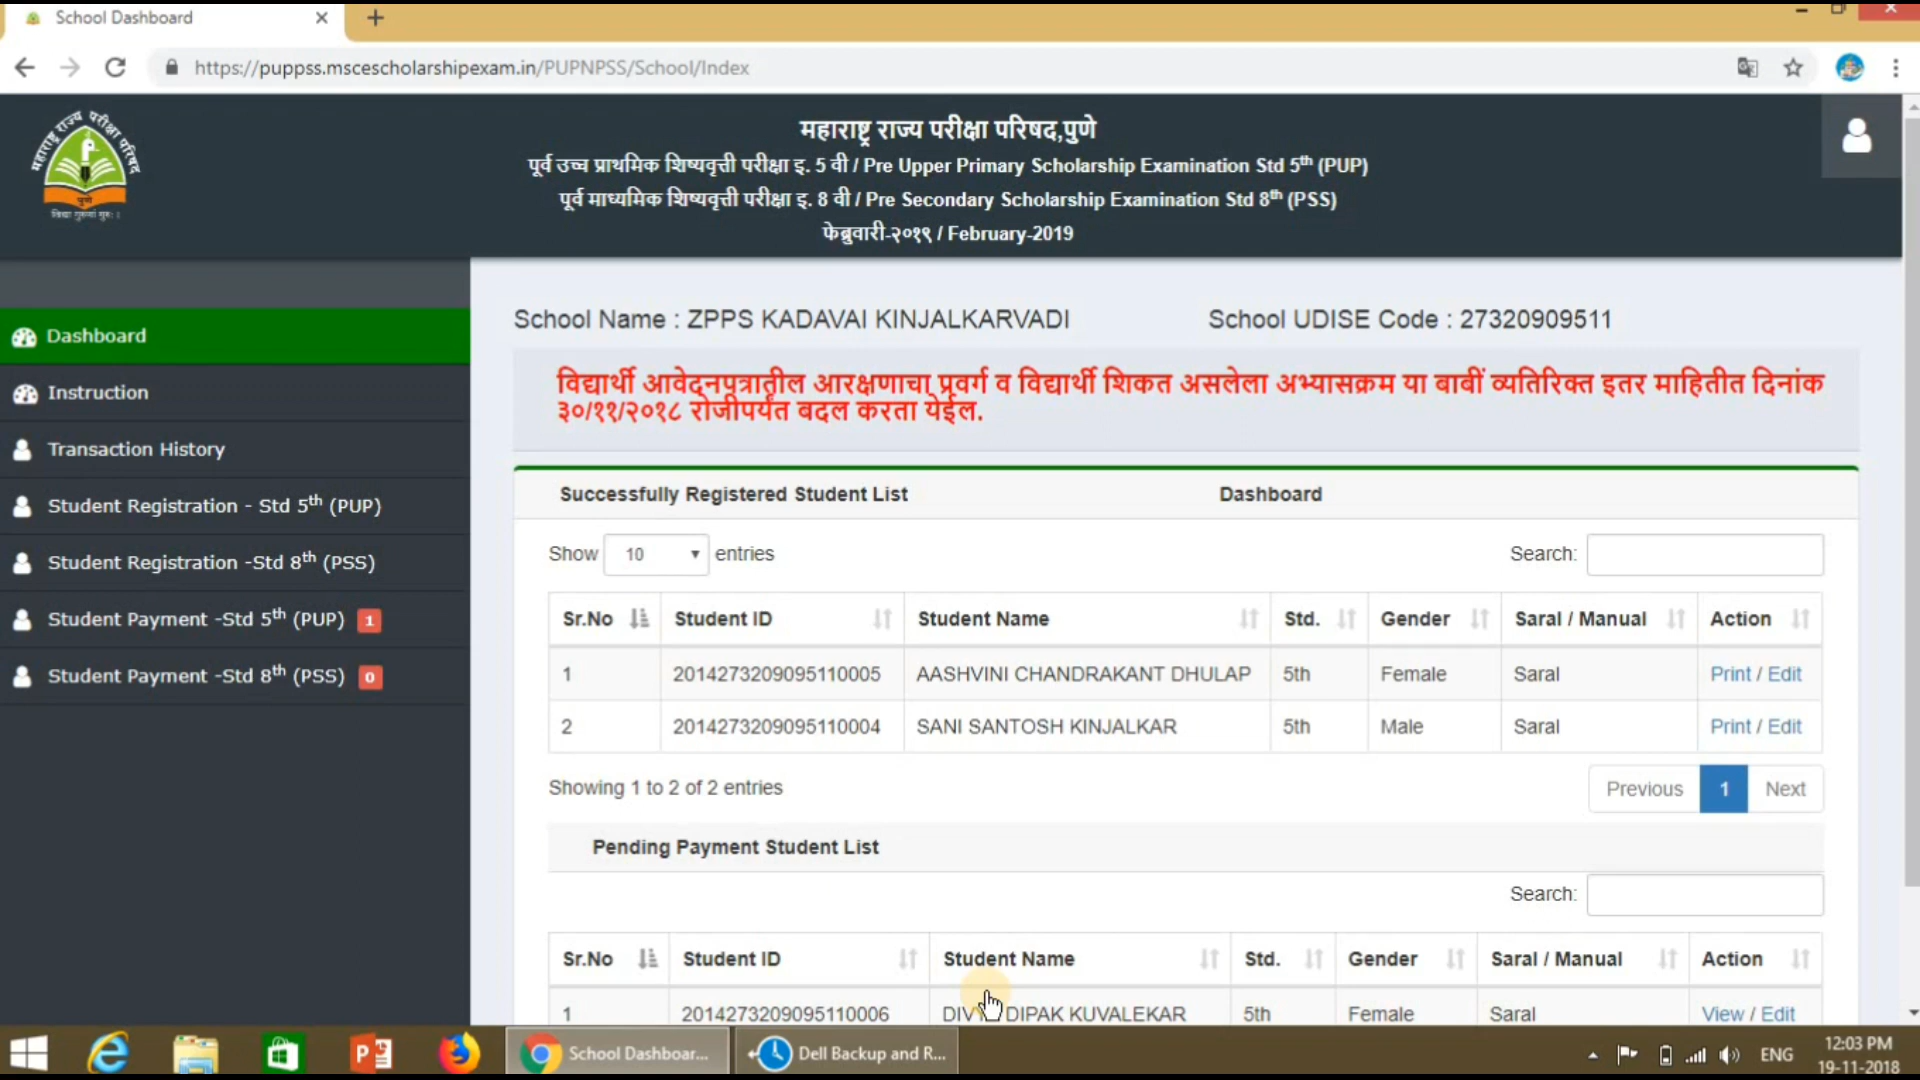 School Dashboard
https://puppss.mscescholarshipexam.in/PUPNPSS/School/Index
महाराष्ट्र राज्य परीक्षा परिषद
पुणे
महाराष्ट्र राज्य परीक्षा परिषद,पुणे
पूर्व उच्च प्राथमिक शिष्यवृत्ती परीक्षा इ. 5 वी / Pre Upper Primary Scholarship Examination Std 5th (PUP)
पूर्व माध्यमिक शिष्यवृत्ती परीक्षा इ. 8 वी / Pre Secondary Scholarship Examination Std 8th (PSS)
फेब्रुवारी-२०१९ / February-2019
Dashboard
Instruction
Transaction History
Student Registration - Std 5th (PUP)
Student Registration -Std 8th (PSS)
Student Payment -Std 5th (PUP) 1
Student Payment -Std 8th (PSS) 0
School Name : ZPPS KADAVAI KINJALKARVADI School UDISE Code : 27320909511
विद्यार्थी आवेदनपत्रातील आरक्षणाचा प्रवर्ग व विद्यार्थी शिकत असलेला अभ्यासक्रम या बाबीं व्यतिरिक्त इतर माहितीत दिनांक
३०/११/२०१८ रोजीपर्यंत बदल करता येईल.
Successfully Registered Student List Dashboard
Show 10 entries Search:
Sr.No Student ID Student Name Std. Gender Saral / Manual Action
1 2014273209095110005 AASHVINI CHANDRAKANT DHULAP 5th Female Saral Print / Edit
2 2014273209095110004 SANI SANTOSH KINJALKAR 5th Male Saral Print / Edit
Showing 1 to 2 of 2 entries Previous 1 Next
Pending Payment Student List
Search:
Sr.No Student ID Student Name Std. Gender Saral / Manual Action
1 2014273209095110006 DIPAK KUVALEKAR 5th Female Saral View / Edit
School Dashboar... Dell Backup and R... ENG 12:03 PM
19-11-2018